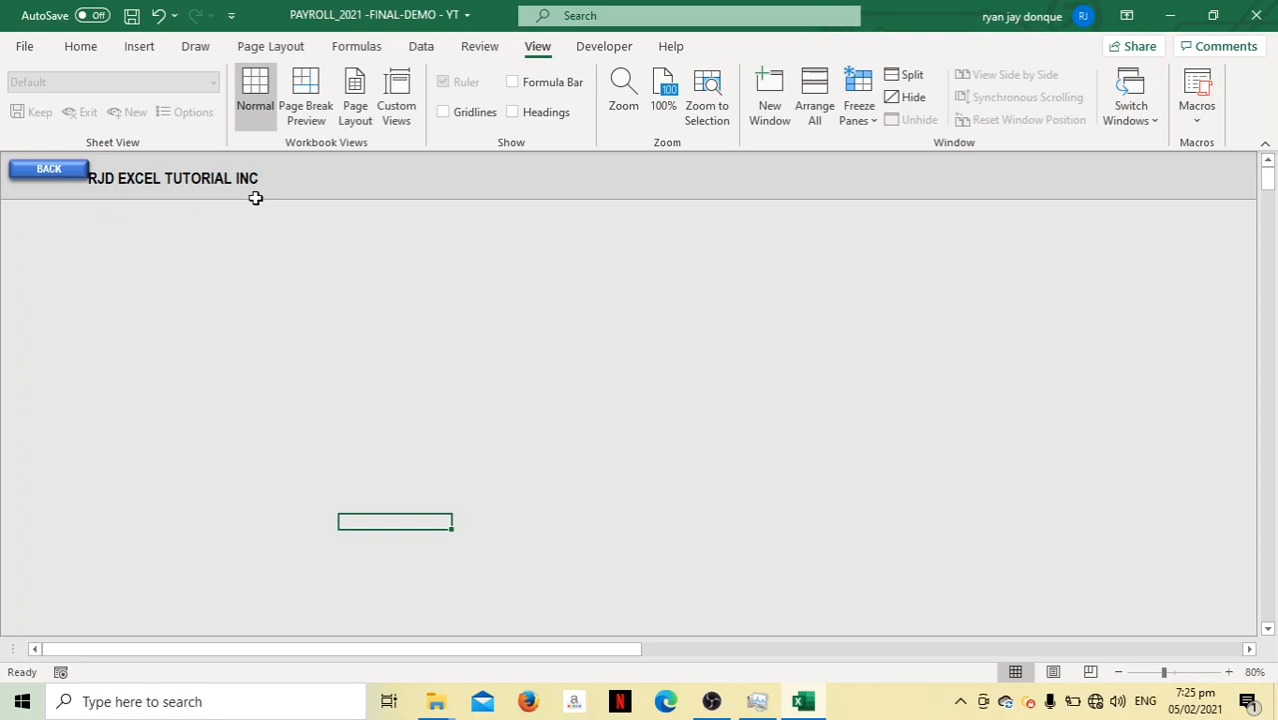 AutoSave Off PAYROLL_2021 -FINAL-DEMO - YT Search ryan jay donque RJ
File Home Insert Draw Page Layout Formulas Data Review View Developer Help Share Comments
Default
Keep Exit New Options
Sheet View
Normal
Page Break Preview
Page Layout
Custom Views
Workbook Views
Ruler Formula Bar
Gridlines Headings
Show
Zoom
100
100%
Zoom to Selection
Zoom
New Window
Arrange All
Freeze Panes
Split
Hide
Unhide
View Side by Side
Synchronous Scrolling
Reset Window Position
Switch Windows
Window
Macros
Macros
BACK
RJD EXCEL TUTORIAL INC
Ready 80%
Type here to search
a
N
ENG
7:25 pm
05/02/2021
1